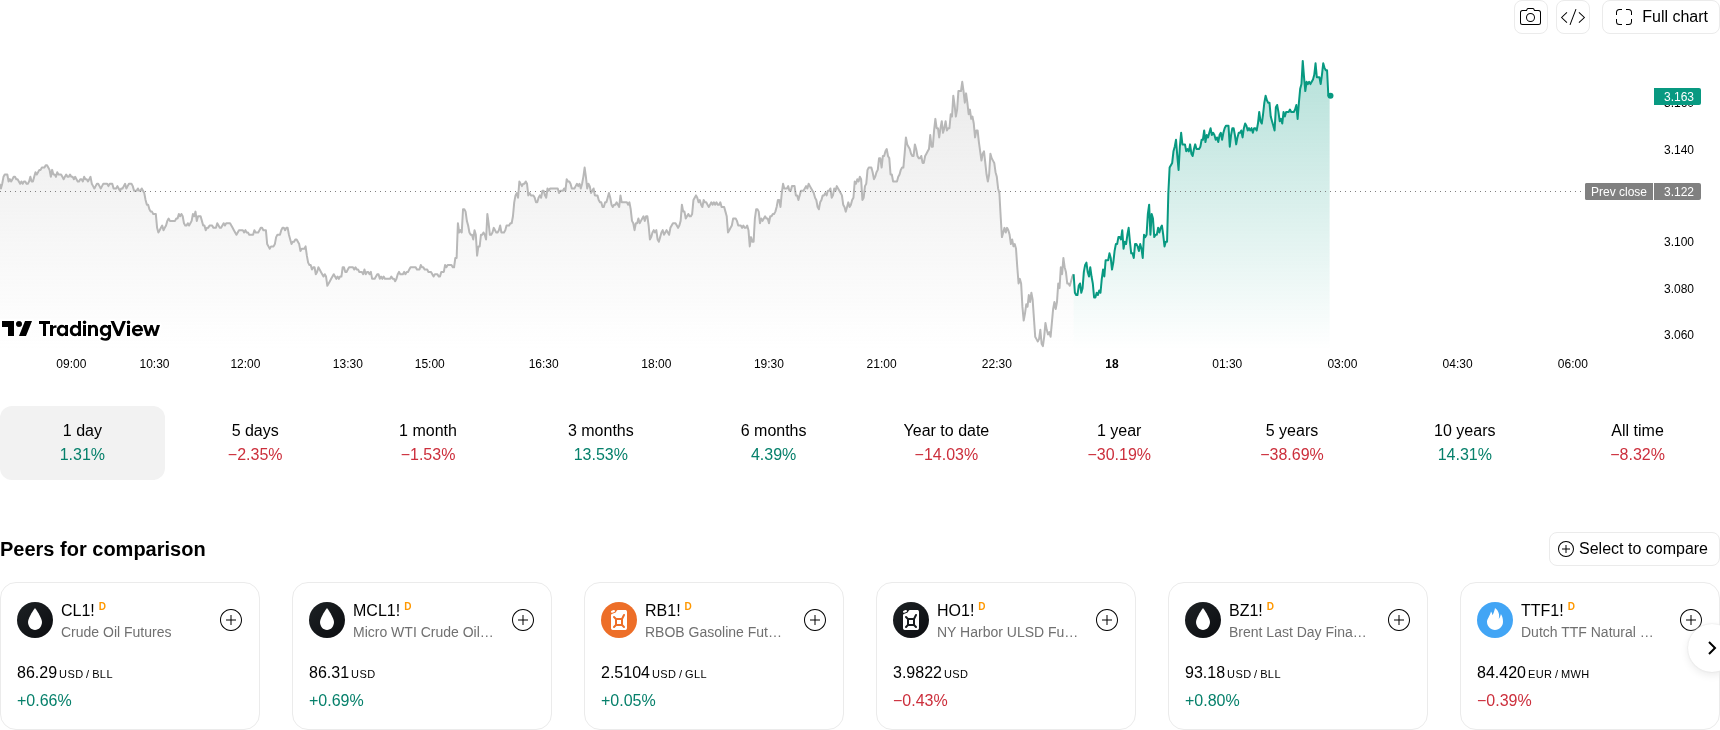 Full chart
3.163
3.140
Prev close 3.122
3.100
3.080
3.060
TradingView
09:00 10:30 12:00 13:30 15:00 16:30 18:00 19:30 21:00 22:30 18 01:30 03:00 04:30 06:00
1 day 5 days 1 month 3 months 6 months Year to date 1 year 5 years 10 years All time
1.31% −2.35% −1.53% 13.53% 4.39% −14.03% −30.19% −38.69% 14.31% −8.32%
Peers for comparison
Select to compare
CL1! D
Crude Oil Futures
86.29 USD / BLL
+0.66%
MCL1! D
Micro WTI Crude Oil…
86.31 USD
+0.69%
RB1! D
RBOB Gasoline Fut…
2.5104 USD / GLL
+0.05%
HO1! D
NY Harbor ULSD Fu…
3.9822 USD
−0.43%
BZ1! D
Brent Last Day Fina…
93.18 USD / BLL
+0.80%
TTF1! D
Dutch TTF Natural …
84.420 EUR / MWH
−0.39%